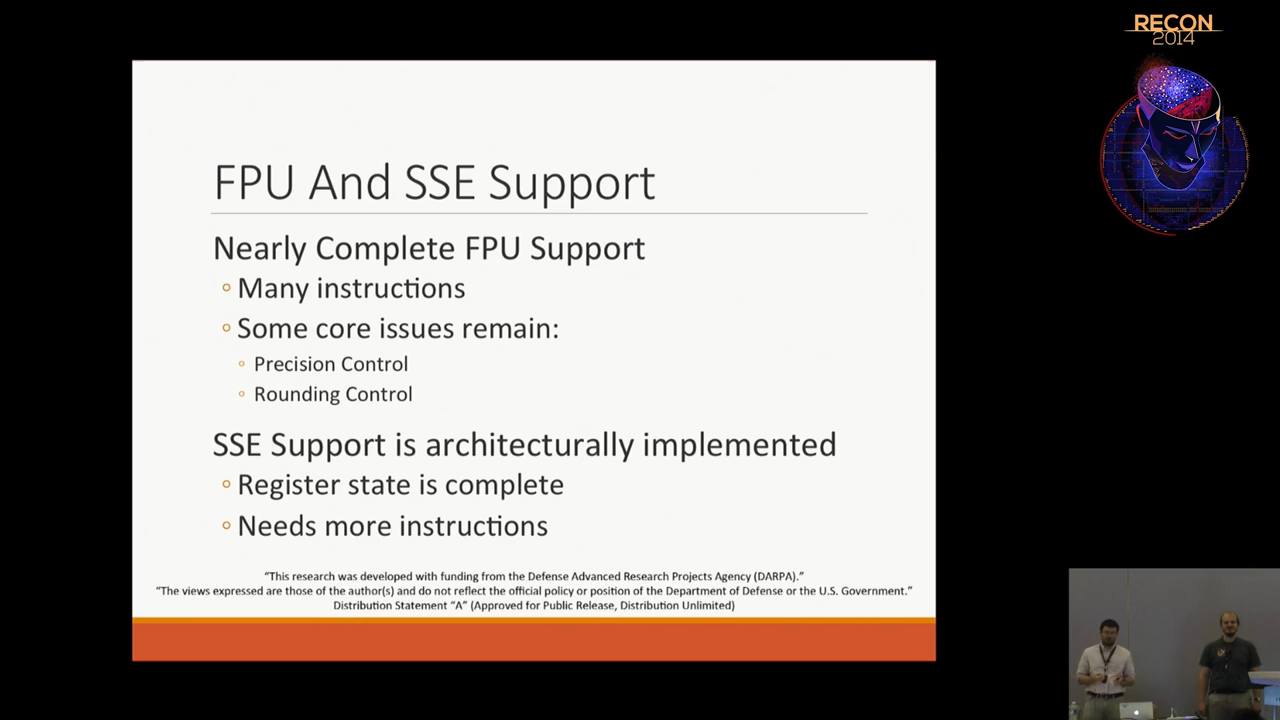 RECON
2014
FPU And SSE Support
Nearly Complete FPU Support
Many instructions
Some core issues remain:
Precision Control
Rounding Control
SSE Support is architecturally implemented
Register state is complete
Needs more instructions
“This research was developed with funding from the Defense Advanced Research Projects Agency (DARPA).”
“The views expressed are those of the author(s) and do not reflect the official policy or position of the Department of Defense or the U.S. Government.”
Distribution Statement “A” (Approved for Public Release, Distribution Unlimited)